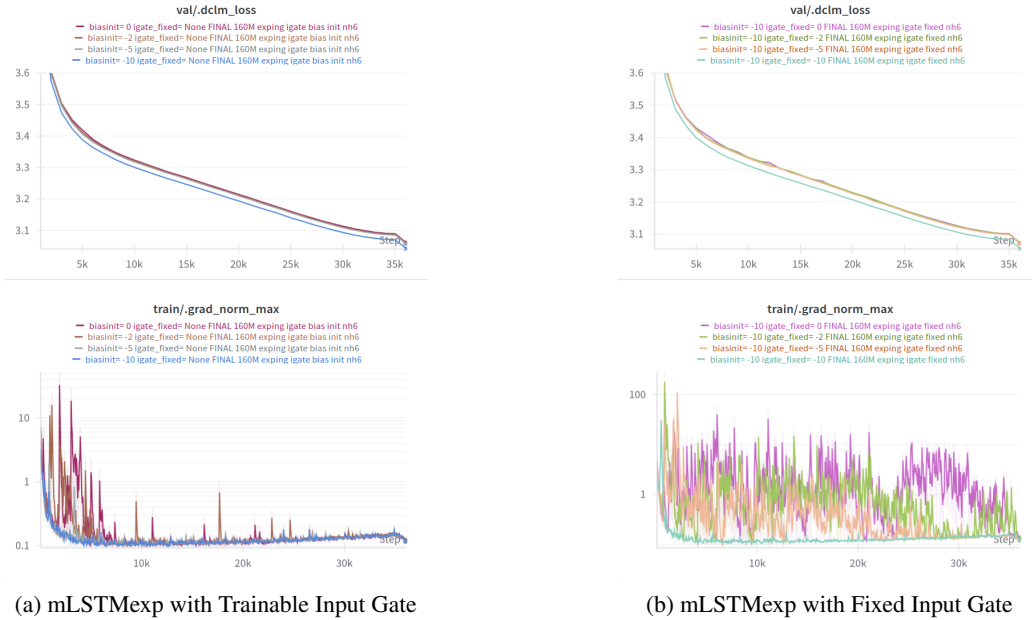 val/.dclm_loss
biasinit= 0 igate_fixed= None FINAL 160M exping igate bias init nh6
biasinit= -2 igate_fixed= None FINAL 160M exping igate bias init nh6
biasinit= -5 igate_fixed= None FINAL 160M exping igate bias init nh6
biasinit= -10 igate_fixed= None FINAL 160M exping igate bias init nh6
3.6
3.5
3.4
3.3
3.2
3.1
Step
5k 10k 15k 20k 25k 30k 35k
train/.grad_norm_max
biasinit= 0 igate_fixed= None FINAL 160M exping igate bias init nh6
biasinit= -2 igate_fixed= None FINAL 160M exping igate bias init nh6
biasinit= -5 igate_fixed= None FINAL 160M exping igate bias init nh6
biasinit= -10 igate_fixed= None FINAL 160M exping igate bias init nh6
10
1
0.1
Step
10k 20k 30k
(a) mLSTMexp with Trainable Input Gate
val/.dclm_loss
biasinit= -10 igate_fixed= 0 FINAL 160M exping igate fixed nh6
biasinit= -10 igate_fixed= -2 FINAL 160M exping igate fixed nh6
biasinit= -10 igate_fixed= -5 FINAL 160M exping igate fixed nh6
biasinit= -10 igate_fixed= -10 FINAL 160M exping igate fixed nh6
3.6
3.5
3.4
3.3
3.2
3.1
Step
5k 10k 15k 20k 25k 30k 35k
train/.grad_norm_max
biasinit= -10 igate_fixed= 0 FINAL 160M exping igate fixed nh6
biasinit= -10 igate_fixed= -2 FINAL 160M exping igate fixed nh6
biasinit= -10 igate_fixed= -5 FINAL 160M exping igate fixed nh6
biasinit= -10 igate_fixed= -10 FINAL 160M exping igate fixed nh6
100
1
Step
10k 20k 30k
(b) mLSTMexp with Fixed Input Gate